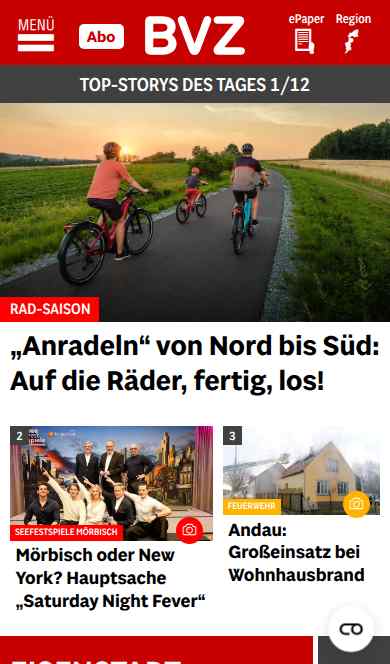 MENÜ
Abo
BVZ
ePaper
Region
TOP-STORYS DES TAGES 1/12
RAD-SAISON
„Anradeln“ von Nord bis Süd:
Auf die Räder, fertig, los!
2
SEEFESTSPIELE MÖRBISCH
Mörbisch oder New
York? Hauptsache
„Saturday Night Fever“
3
FEUERWEHR
Andau:
Großeinsatz bei
Wohnhausbrand
EISENSTADT